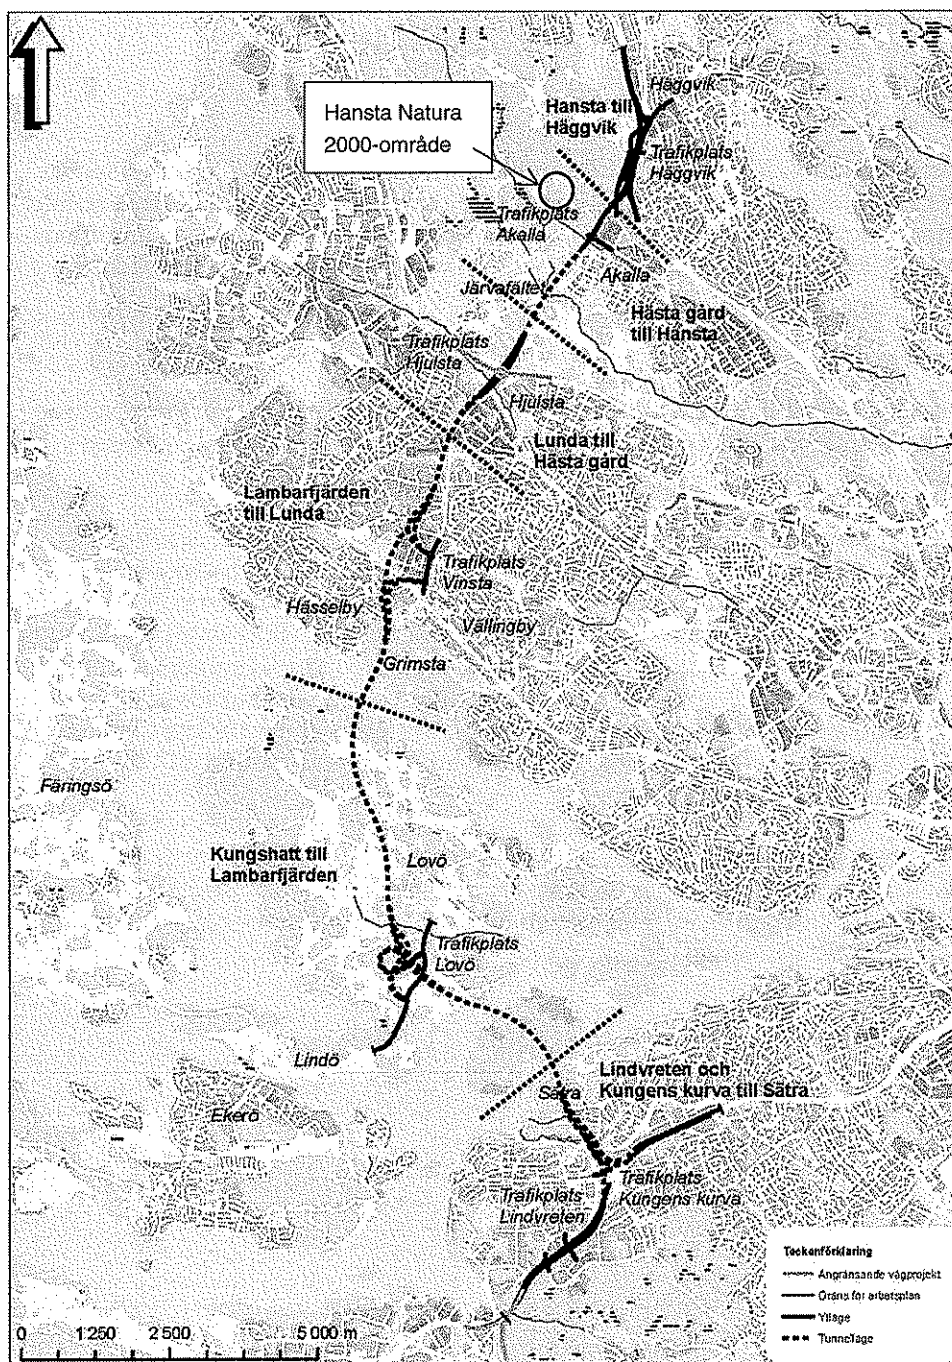 Hansta Natura
2000-område
Hansta till
Häggvik
Häggvik
Trafikplats
Häggvik
Trafikplats
Akalla
Akalla
Järvafältet
Hästa gård
till Hansta
Trafikplats
Hjulsta
Hjulsta
Lunda till
Hästa gård
Lambarfjärden
till Lunda
Trafikplats
Vinsta
Hässelby
Vällingby
Grimsta
Färingsö
Kungshatt till
Lambarfjärden
Lovö
Trafikplats
Lovö
Lindö
Ekerö
Lindvreten och
Kungens kurva till Sätra
Sätra
Trafikplats
Kungens kurva
Trafikplats
Lindvreten
Teckenförklaring
Angränsande vägprojekt
Gräns för arbetsplan
Ytläge
Tunnelläge
0 1 250 2 500 5 000 m